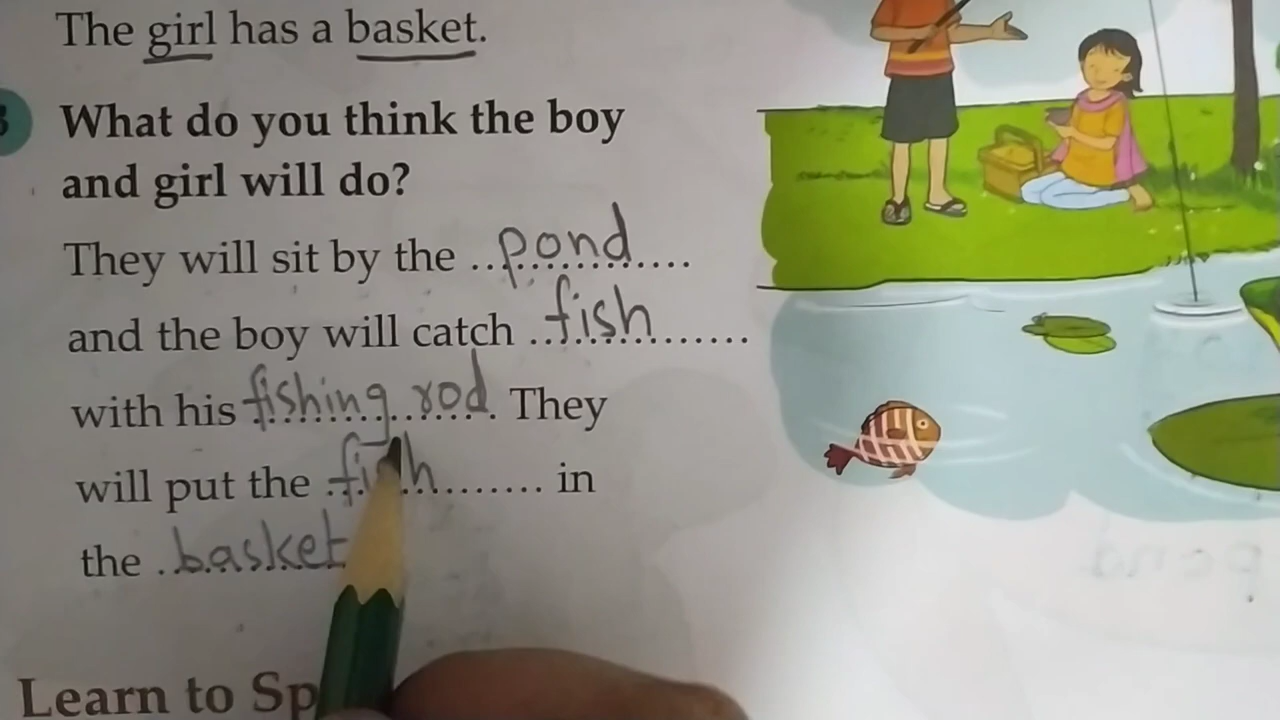 The girl has a basket.
What do you think the boy
and girl will do?
They will sit by the pond
and the boy will catch fish
with his fishing rod. They
will put the fish in
the basket
Learn to